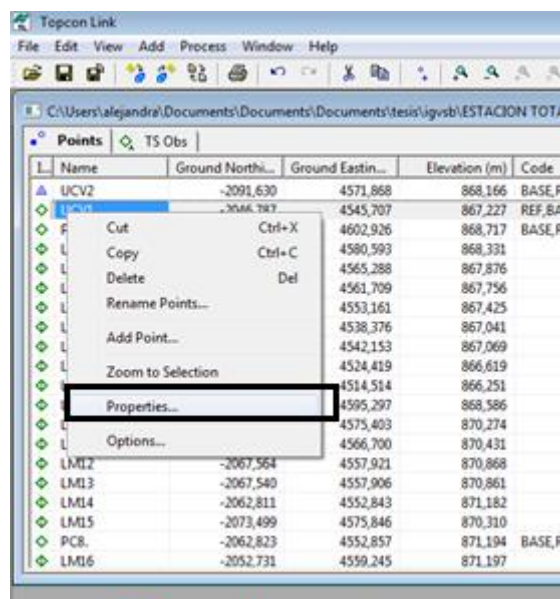 Topcon Link
File Edit View Add Process Window Help
C:\Users\alejandra\Documents\Documents\Documents\tesis\igvsb\ESTACION TOTA
Points TS Obs
I... Name Ground Northi... Ground Eastin... Elevation (m) Code
UCV2 -2091,630 4571,868 868,166 BASE,F
UCV1 -2046,787 4545,707 867,227 REF,BA
4602,926 868,717 BASE,F
L 4580,593 868,331
L 4565,288 867,876
L 4561,709 867,756
L 4553,161 867,425
L 4538,376 867,041
L 4542,153 867,069
L 4524,419 866,619
4514,514 866,251
4595,297 868,586
4575,403 870,274
L 4566,700 870,431
Cut Ctrl+X
Copy Ctrl+C
Delete Del
Rename Points...
Add Point...
Zoom to Selection
Properties...
Options...
LM12 -2067,564 4557,921 870,868
LM13 -2067,540 4557,906 870,861
LM14 -2062,811 4552,843 871,182
LM15 -2073,499 4575,846 870,310
PC8. -2062,823 4552,857 871,194 BASE,F
LM16 -2052,731 4559,245 871,197